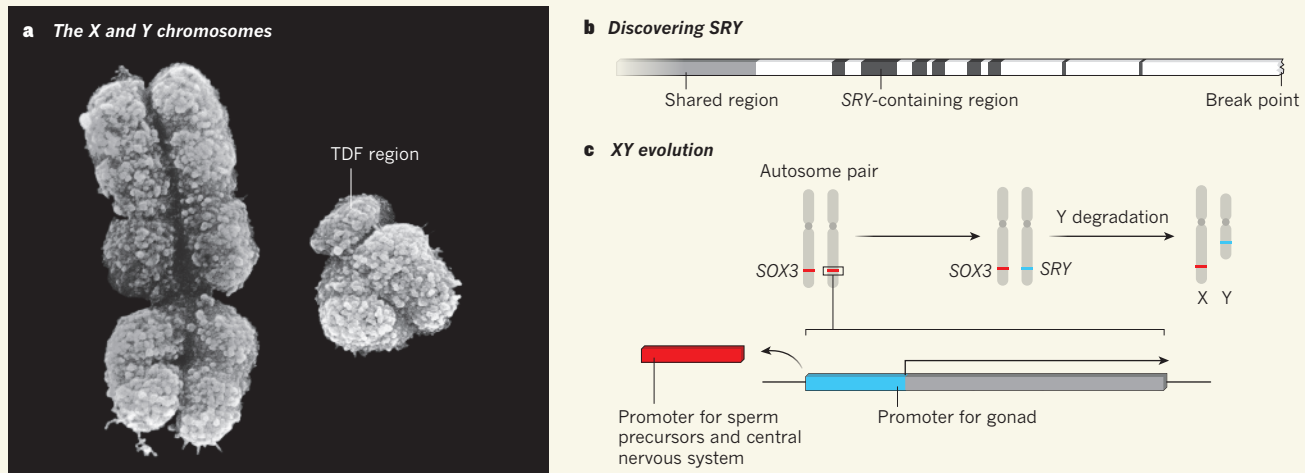 a The X and Y chromosomes
TDF region
b Discovering SRY
Shared region
SRY-containing region
Break point
c XY evolution
Autosome pair
Y degradation
SOX3
SOX3
SRY
X
Y
Promoter for sperm
precursors and central
nervous system
Promoter for gonad